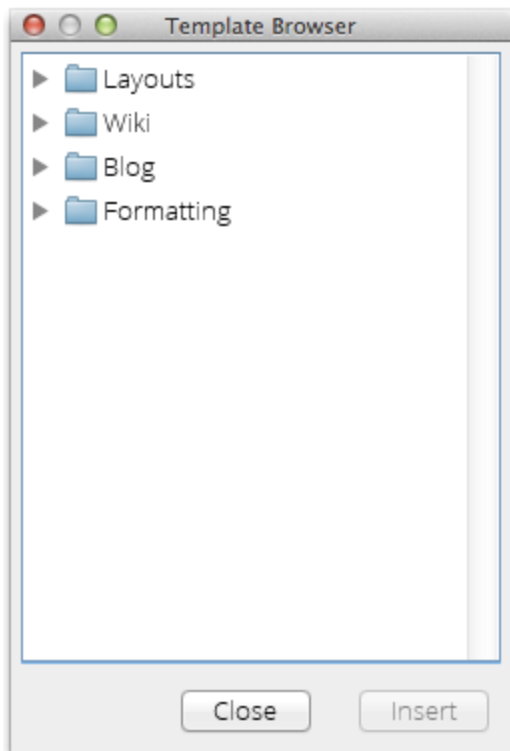 Template Browser
Layouts
Wiki
Blog
Formatting
Close Insert